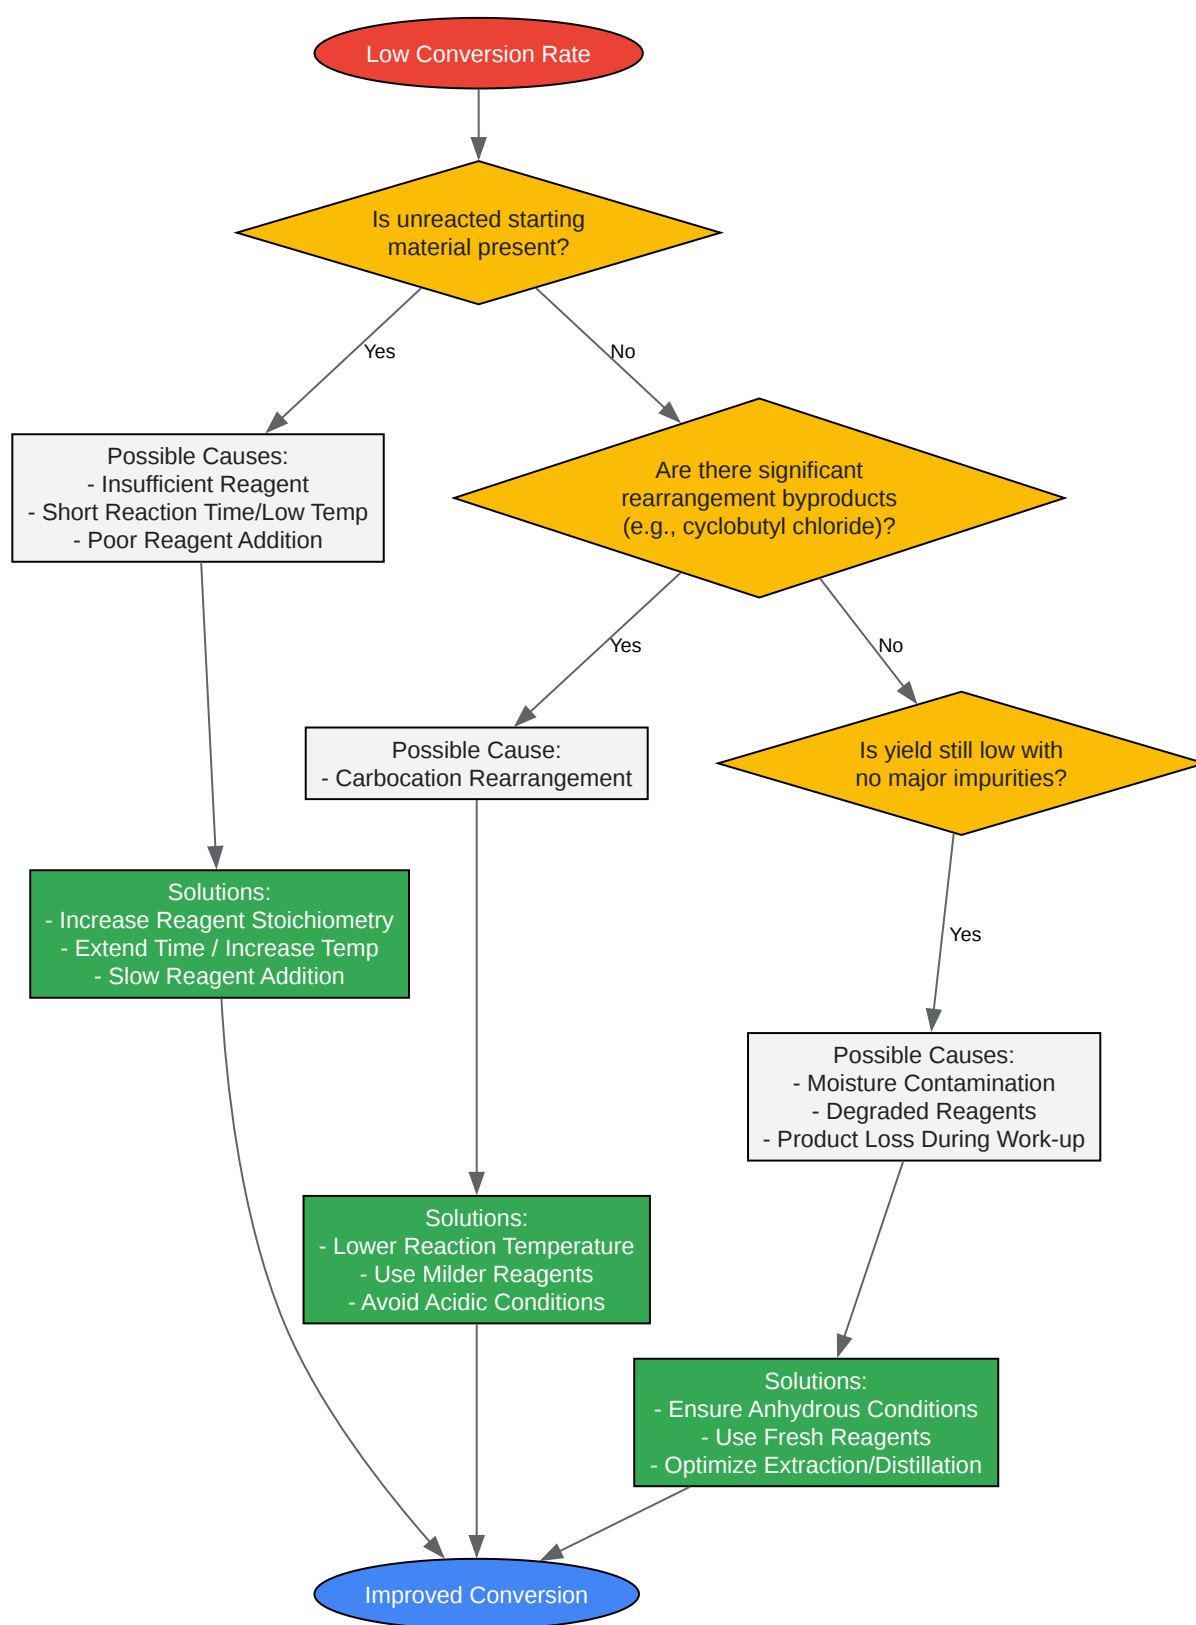 Low Conversion Rate
Is unreacted starting
material present?
Yes
No
Possible Causes:
- Insufficient Reagent
- Short Reaction Time/Low Temp
- Poor Reagent Addition
Are there significant
rearrangement byproducts
(e.g., cyclobutyl chloride)?
Yes
No
Possible Cause:
- Carbocation Rearrangement
Is yield still low with
no major impurities?
Solutions:
- Increase Reagent Stoichiometry
- Extend Time / Increase Temp
- Slow Reagent Addition
Yes
Possible Causes:
- Moisture Contamination
- Degraded Reagents
- Product Loss During Work-up
Solutions:
- Lower Reaction Temperature
- Use Milder Reagents
- Avoid Acidic Conditions
Solutions:
- Ensure Anhydrous Conditions
- Use Fresh Reagents
- Optimize Extraction/Distillation
Improved Conversion